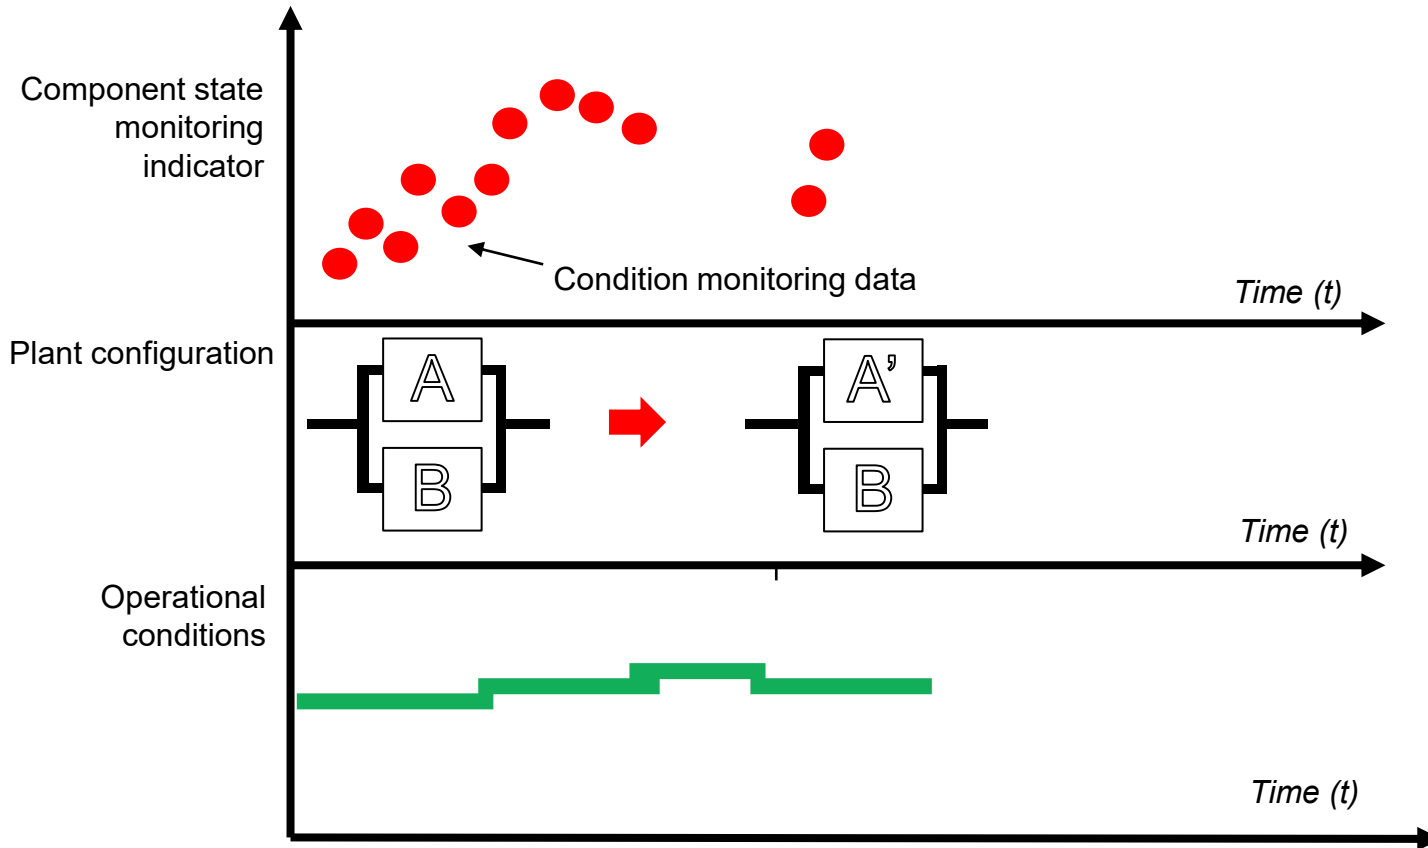 Component state
monitoring
indicator
Condition monitoring data
Time (t)
Plant configuration
A
A’
B
B
Time (t)
Operational
conditions
Time (t)